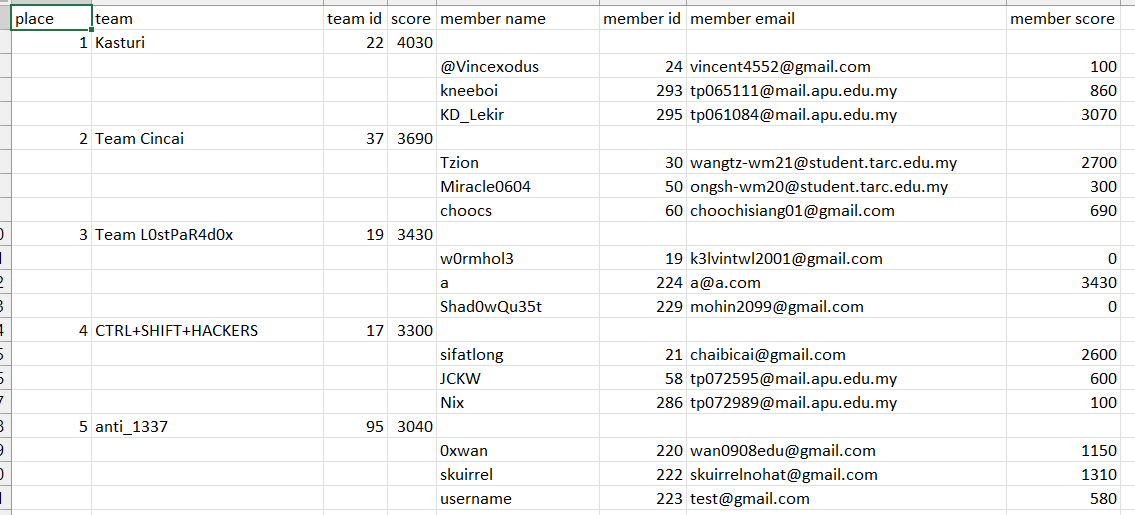 place team team id score member name member id member email member score
1 Kasturi 22 4030
@Vincexodus 24 vincent4552@gmail.com 100
kneeboi 293 tp065111@mail.apu.edu.my 860
KD_Lekir 295 tp061084@mail.apu.edu.my 3070
2 Team Cincai 37 3690
Tzion 30 wangtz-wm21@student.tarc.edu.my 2700
Miracle0604 50 ongsh-wm20@student.tarc.edu.my 300
choocs 60 choochisiang01@gmail.com 690
3 Team L0stPaR4d0x 19 3430
w0rmhol3 19 k3lvintwl2001@gmail.com 0
a 224 a@a.com 3430
Shad0wQu35t 229 mohin2099@gmail.com 0
4 CTRL+SHIFT+HACKERS 17 3300
sifatlong 21 chaibicai@gmail.com 2600
JCKW 58 tp072595@mail.apu.edu.my 600
Nix 286 tp072989@mail.apu.edu.my 100
5 anti_1337 95 3040
0xwan 220 wan0908edu@gmail.com 1150
skuirrel 222 skuirrelnohat@gmail.com 1310
username 223 test@gmail.com 580